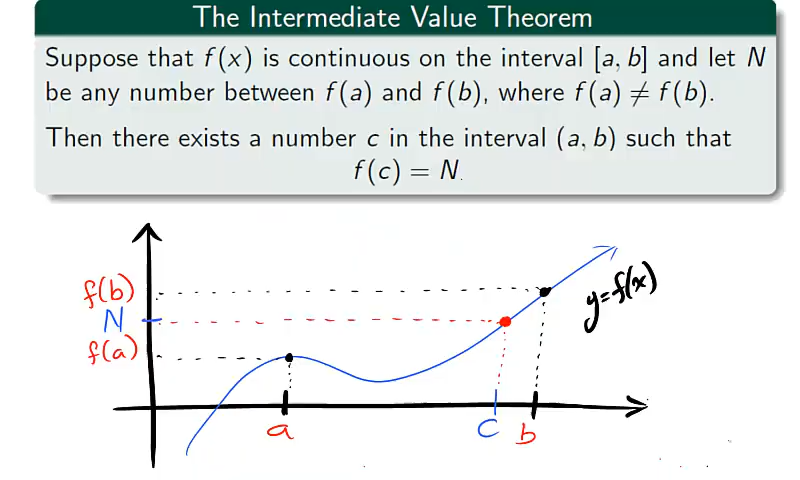 The Intermediate Value Theorem
Suppose that f(x) is continuous on the interval [a, b] and let N
be any number between f(a) and f(b), where f(a) ≠ f(b).
Then there exists a number c in the interval (a, b) such that
f(c) = N.
f(b)
N
f(a)
y=f(x)
a
c
b